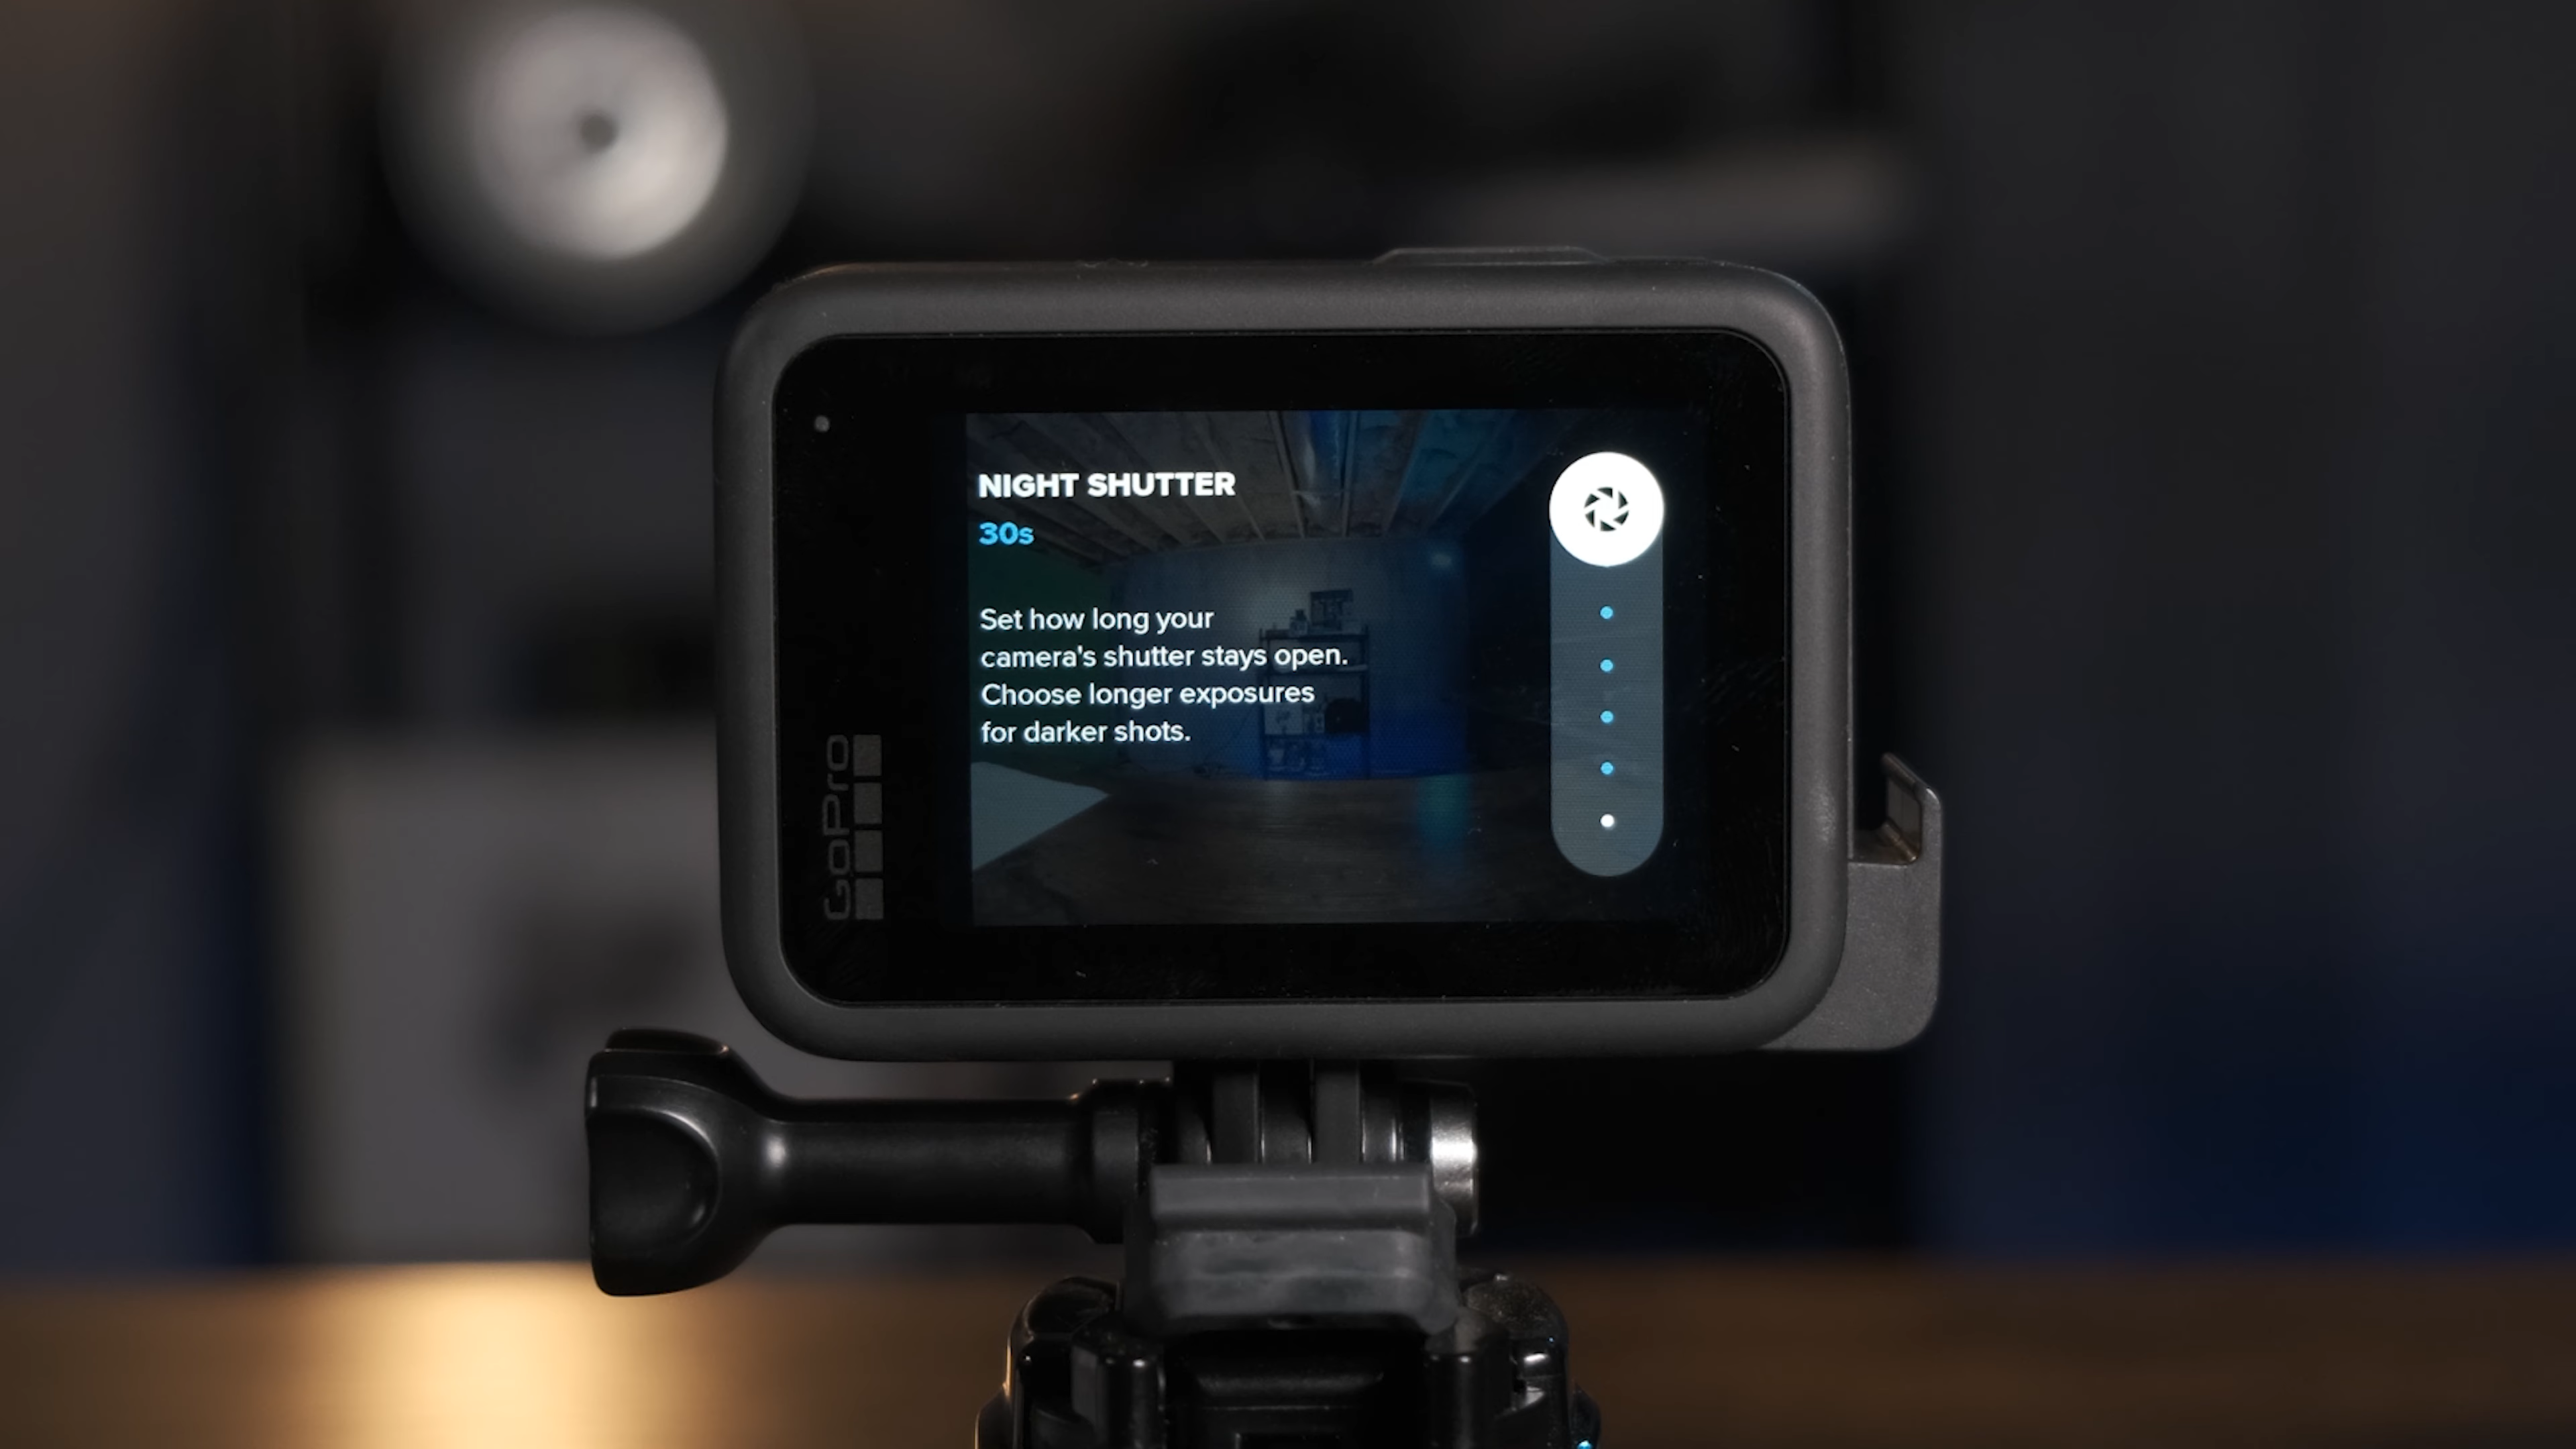 NIGHT SHUTTER
30s
Set how long your
camera's shutter stays open.
Choose longer exposures
for darker shots.
GoPro